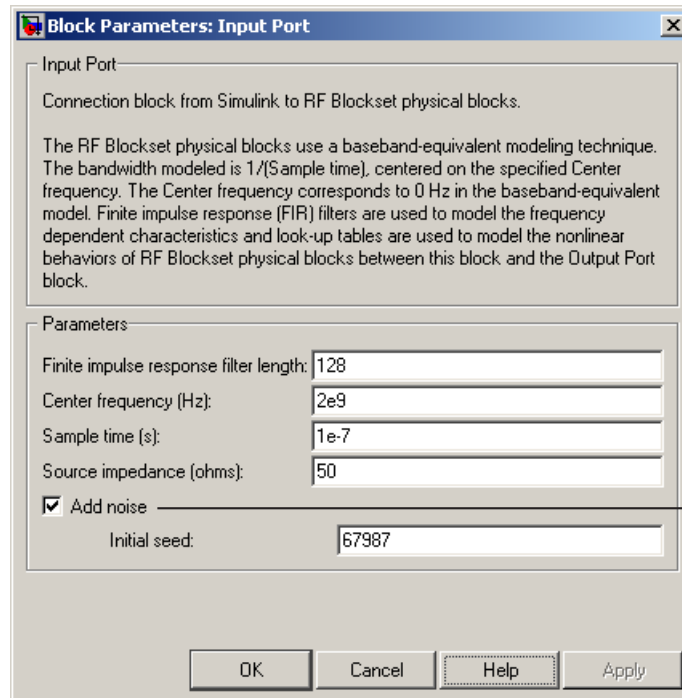 Block Parameters: Input Port
Input Port
Connection block from Simulink to RF Blockset physical blocks.
The RF Blockset physical blocks use a baseband-equivalent modeling technique.
The bandwidth modeled is 1/(Sample time), centered on the specified Center
frequency. The Center frequency corresponds to 0 Hz in the baseband-equivalent
model. Finite impulse response (FIR) filters are used to model the frequency
dependent characteristics and look-up tables are used to model the nonlinear
behaviors of RF Blockset physical blocks between this block and the Output Port
block.
Parameters
Finite impulse response filter length: 128
Center frequency (Hz): 2e9
Sample time (s): 1e-7
Source impedance (ohms): 50
Add noise
Initial seed: 67987
OK Cancel Help Apply